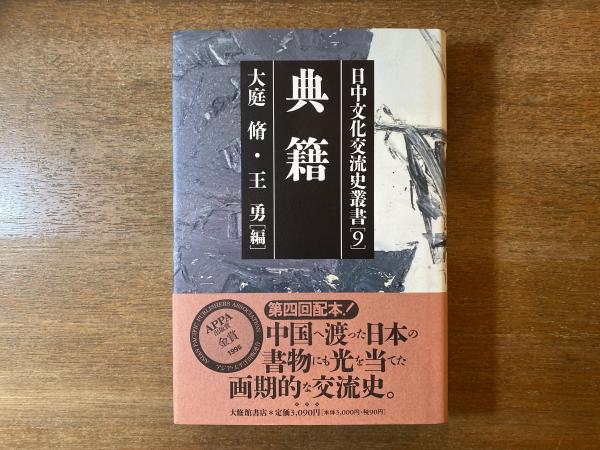 日中文化交流史叢書[9]
典籍
大庭 脩・王 勇[編]
第四回配本!
中国へ渡った日本の
書物にも光を当てた
画期的な交流史。
大修館書店*定価3,090円[本体3,000円・税90円]
ASIAN PACIFIC PUBLISHERS ASSOCIATION
APPA
出版賞
金賞
1996